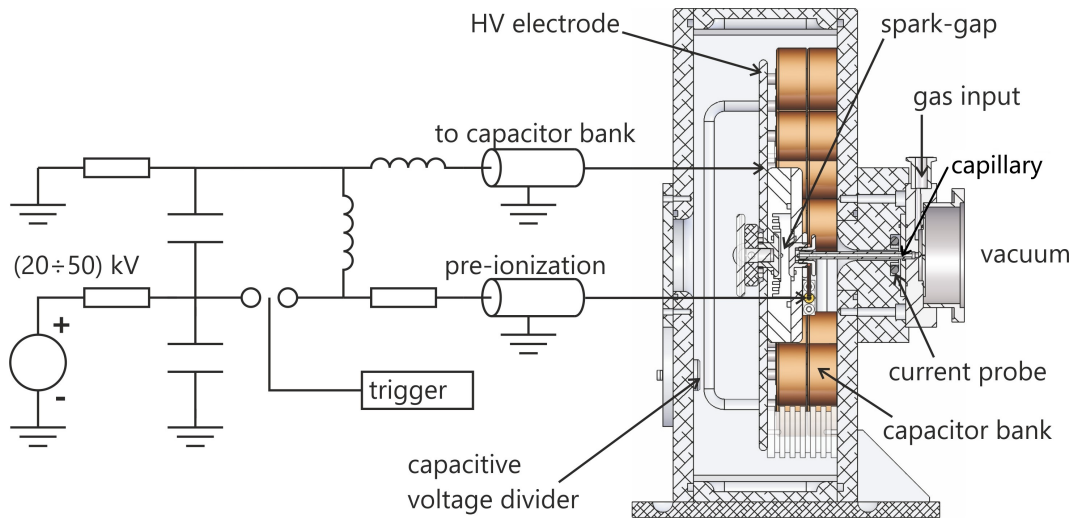 HV electrode
spark-gap
gas input
to capacitor bank
capillary
(20÷50) kV
pre-ionization
vacuum
+
-
trigger
current probe
capacitor bank
capacitive
voltage divider